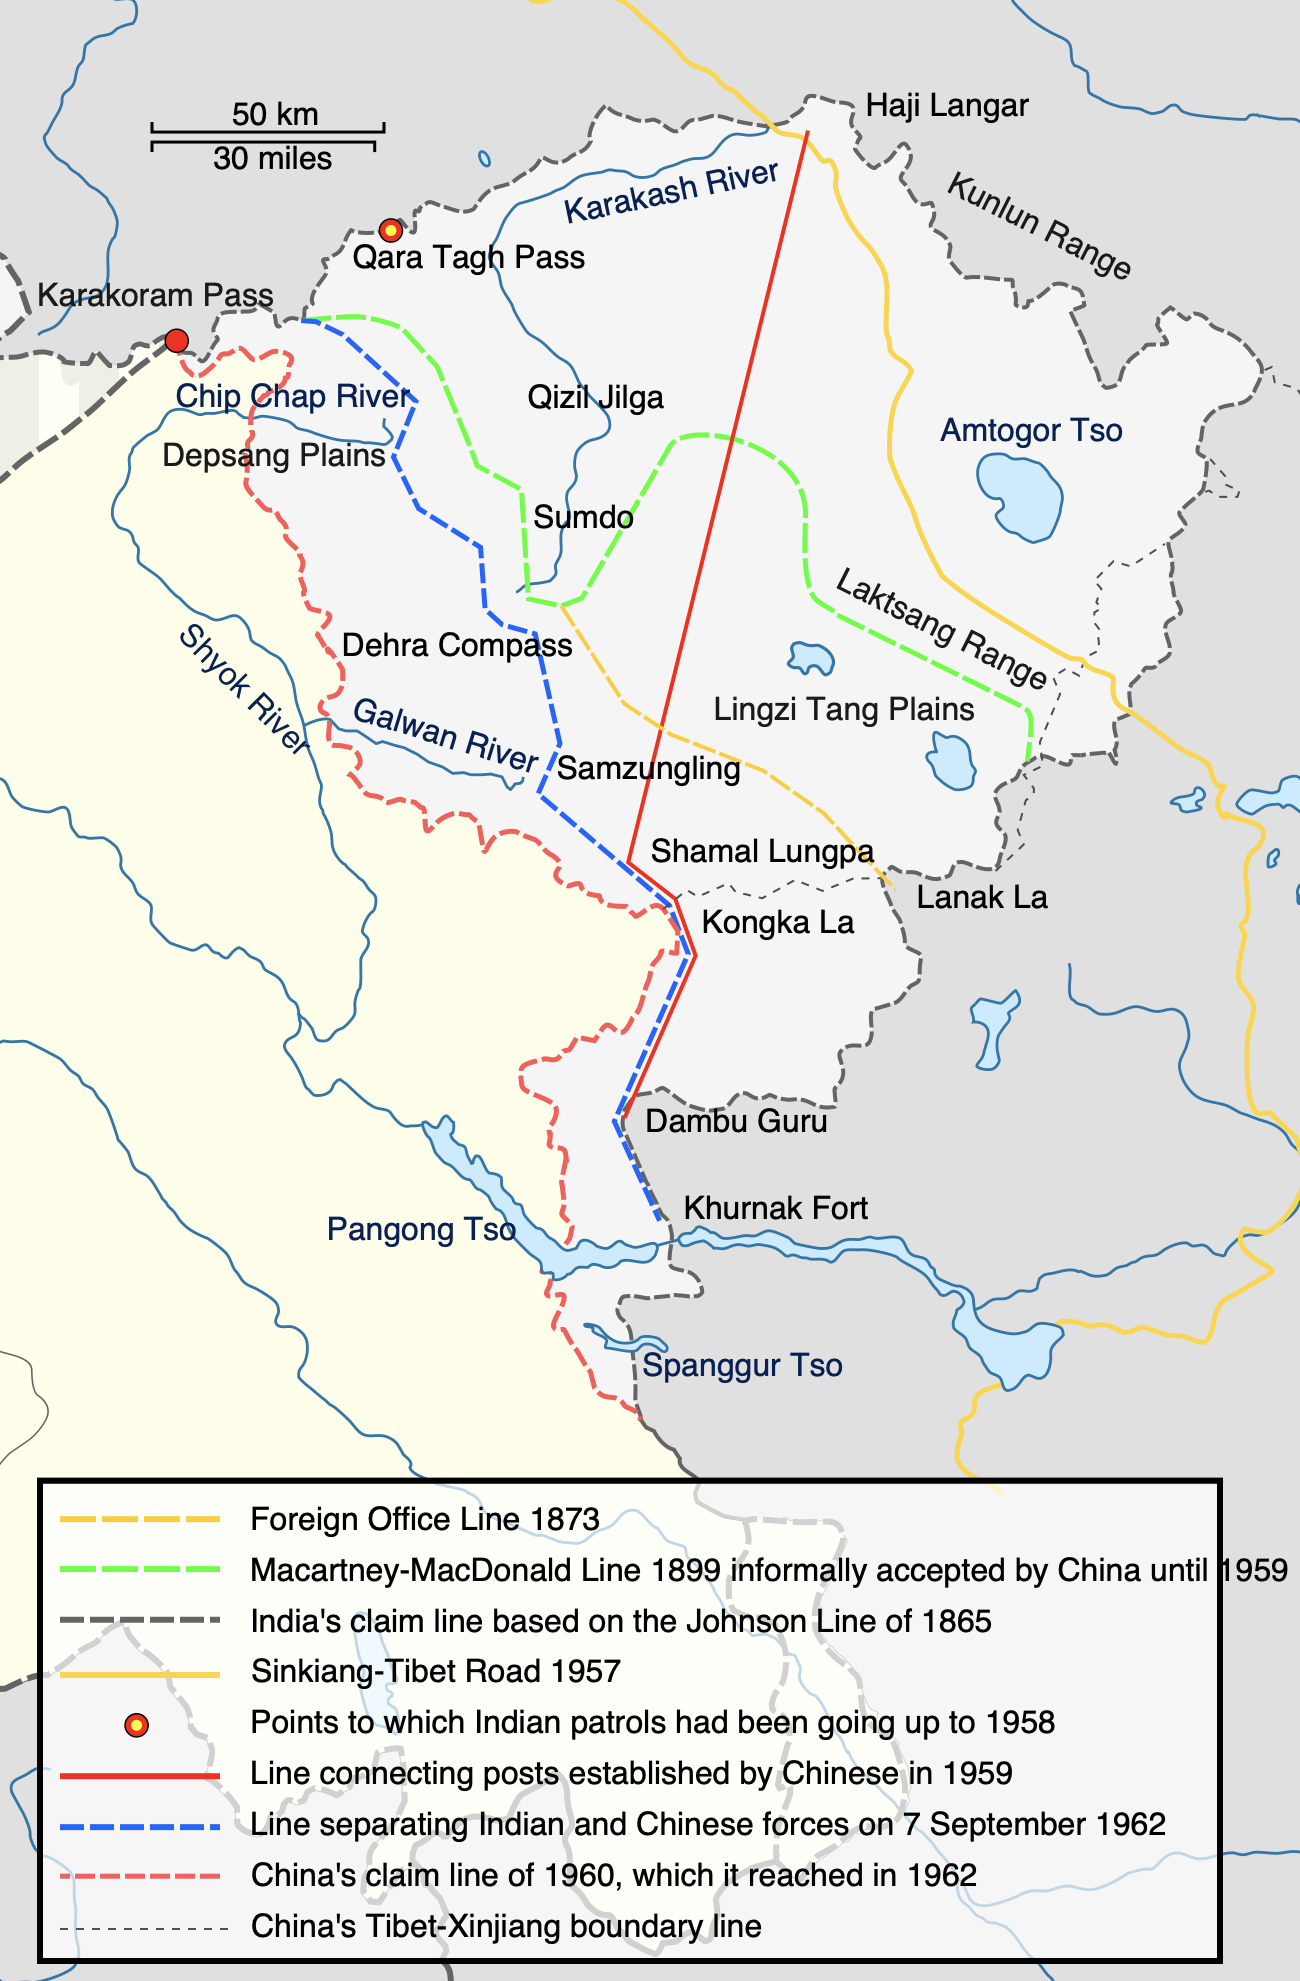 50 km
30 miles
Haji Langar
Karakash River
Kunlun Range
Qara Tagh Pass
Karakoram Pass
Chip Chap River
Qizil Jilga
Amtogor Tso
Depsang Plains
Sumdo
Laktsang Range
Dehra Compass
Shyok River
Galwan River
Lingzi Tang Plains
Samzungling
Shamal Lungpa
Lanak La
Kongka La
Dambu Guru
Khurnak Fort
Pangong Tso
Spanggur Tso
Foreign Office Line 1873
Macartney-MacDonald Line 1899 informally accepted by China until 1959
India's claim line based on the Johnson Line of 1865
Sinkiang-Tibet Road 1957
Points to which Indian patrols had been going up to 1958
Line connecting posts established by Chinese in 1959
Line separating Indian and Chinese forces on 7 September 1962
China's claim line of 1960, which it reached in 1962
China's Tibet-Xinjiang boundary line